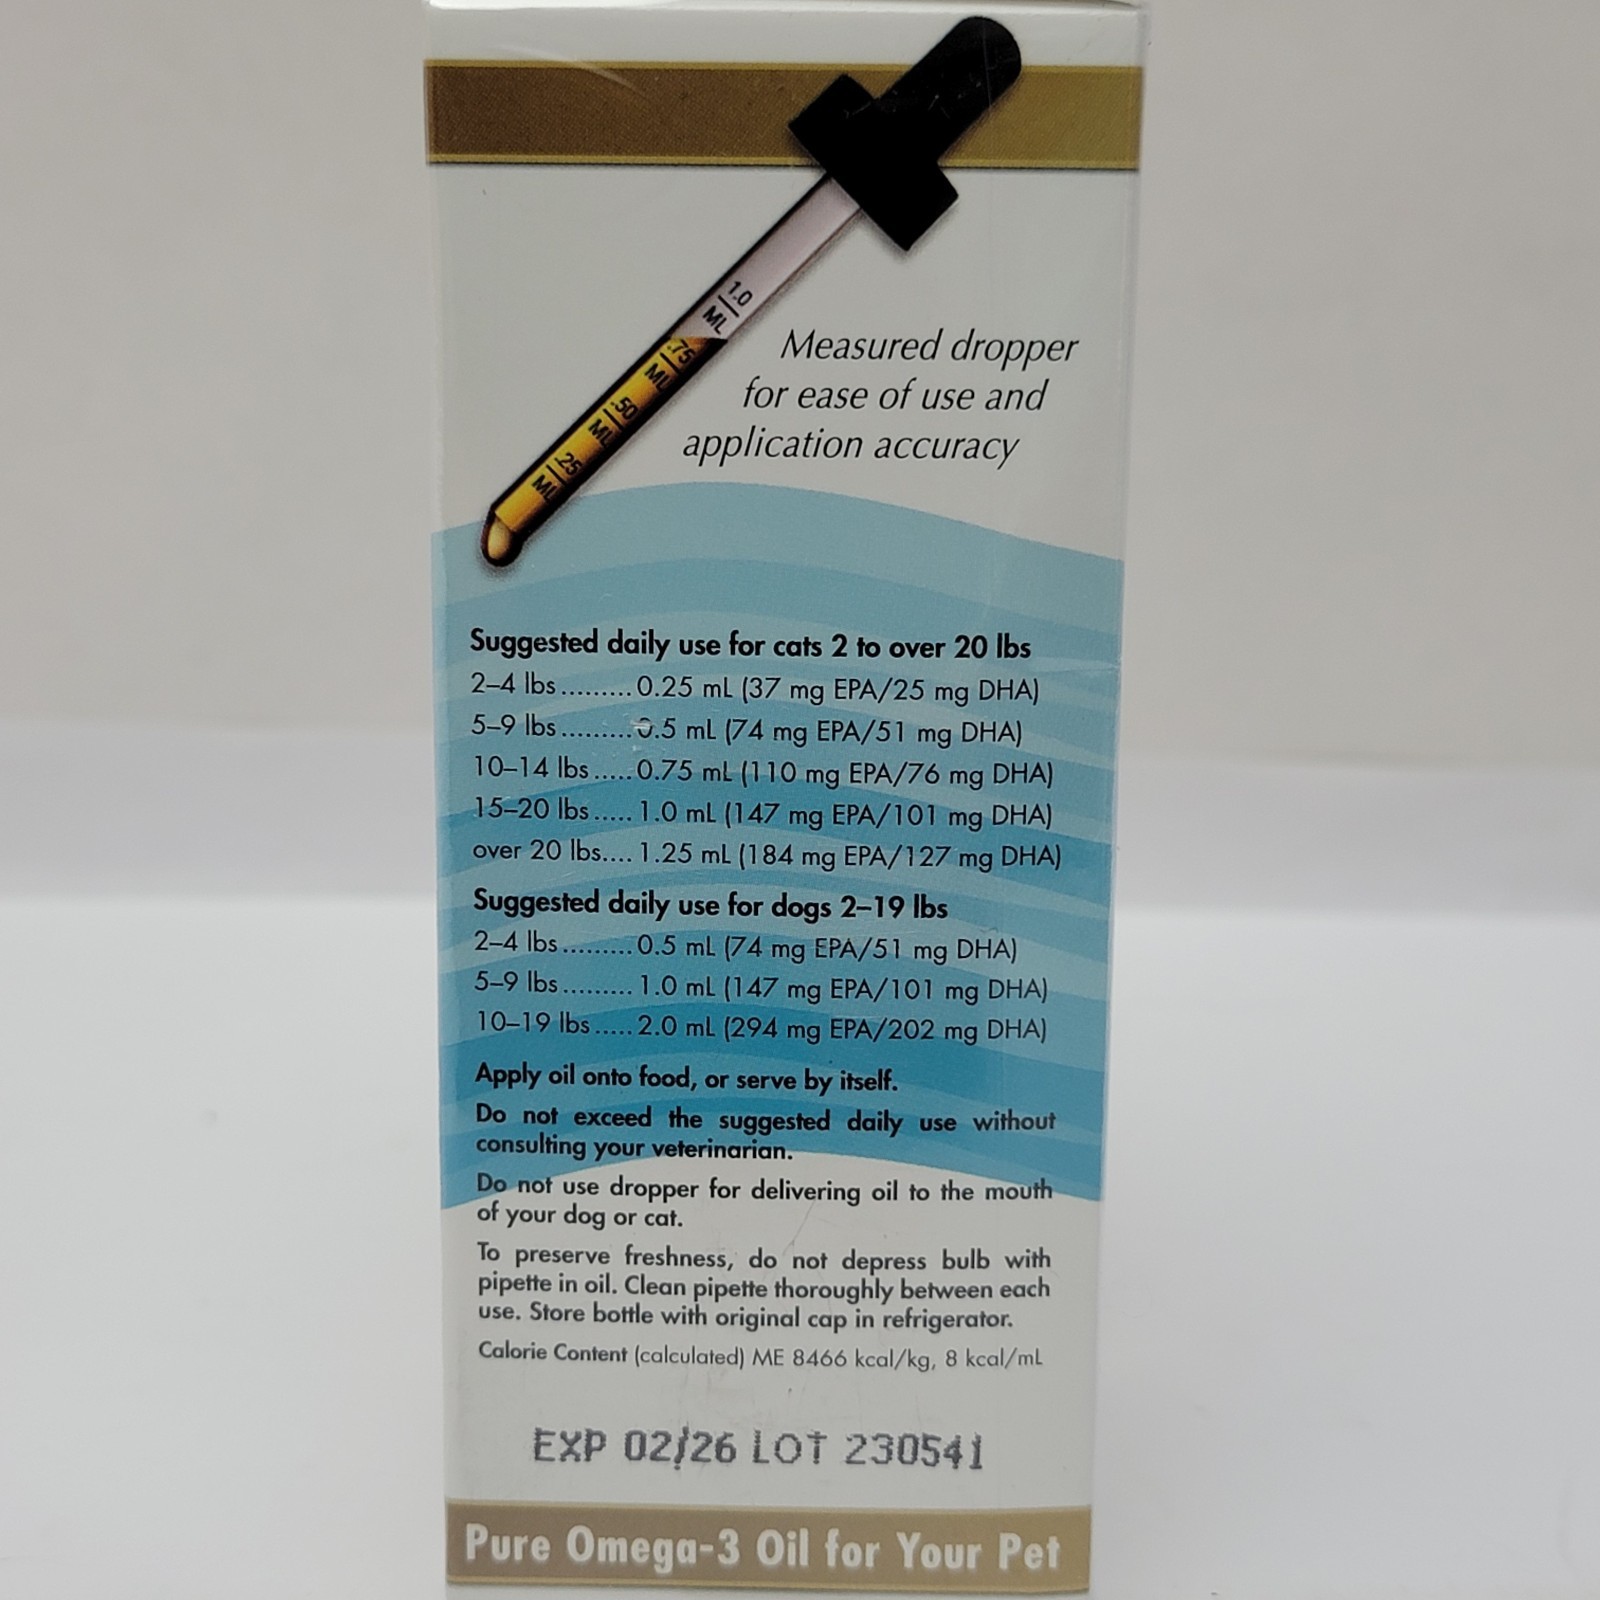 1.0
ML
.75
ML
.50
ML
.25
ML
Measured dropper
for ease of use and
application accuracy
Suggested daily use for cats 2 to over 20 lbs
2–4 lbs.........0.25 mL (37 mg EPA/25 mg DHA)
5–9 lbs.........0.5 mL (74 mg EPA/51 mg DHA)
10–14 lbs.....0.75 mL (110 mg EPA/76 mg DHA)
15–20 lbs..... 1.0 mL (147 mg EPA/101 mg DHA)
over 20 lbs.... 1.25 mL (184 mg EPA/127 mg DHA)
Suggested daily use for dogs 2–19 lbs
2–4 lbs.........0.5 mL (74 mg EPA/51 mg DHA)
5–9 lbs......... 1.0 mL (147 mg EPA/101 mg DHA)
10–19 lbs.....2.0 mL (294 mg EPA/202 mg DHA)
Apply oil onto food, or serve by itself.
Do not exceed the suggested daily use without
consulting your veterinarian.
Do not use dropper for delivering oil to the mouth
of your dog or cat.
To preserve freshness, do not depress bulb with
pipette in oil. Clean pipette thoroughly between each
use. Store bottle with original cap in refrigerator.
Calorie Content (calculated) ME 8466 kcal/kg, 8 kcal/mL
EXP 02/26 LOT 230541
Pure Omega-3 Oil for Your Pet